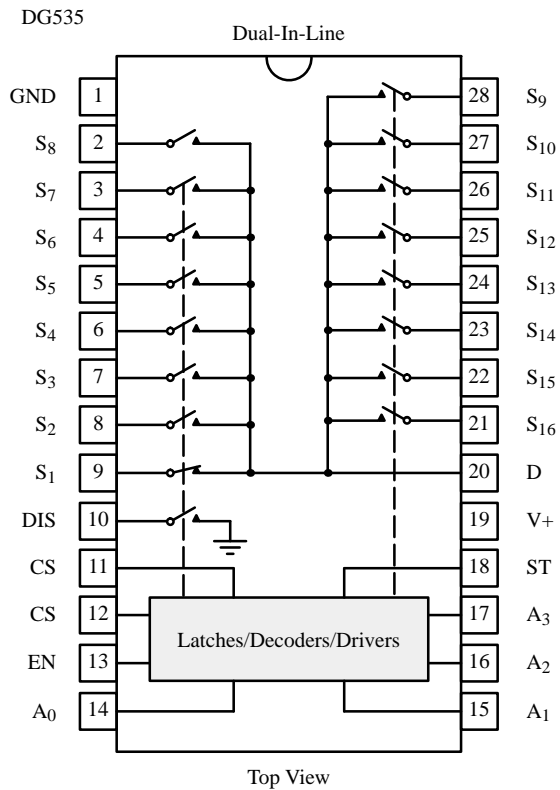 DG535
Dual-In-Line
GND 1 28 S9
S8 2 27 S10
S7 3 26 S11
S6 4 25 S12
S5 5 24 S13
S4 6 23 S14
S3 7 22 S15
S2 8 21 S16
S1 9 20 D
DIS 10 19 V+
CS 11 18 ST
CS 12 17 A3
EN 13 16 A2
Latches/Decoders/Drivers
A0 14 15 A1
Top View